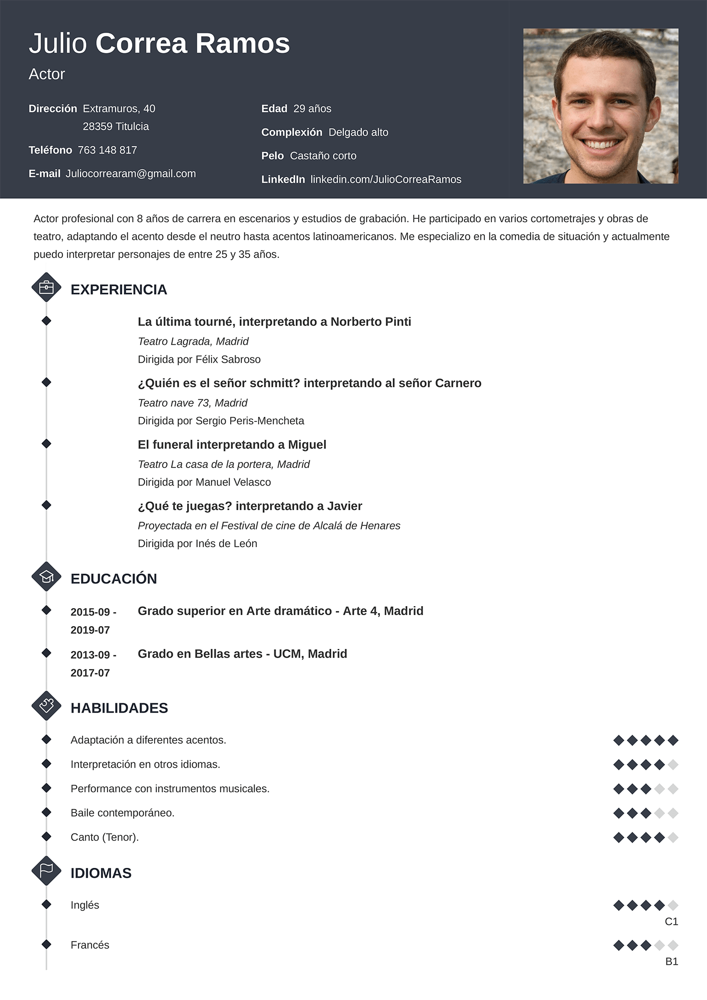 Julio Correa Ramos
Actor
Dirección Extramuros, 40
28359 Titulcia
Teléfono 763 148 817
E-mail Juliocorrearam@gmail.com
Edad 29 años
Complexión Delgado alto
Pelo Castaño corto
LinkedIn linkedin.com/JulioCorreaRamos
Actor profesional con 8 años de carrera en escenarios y estudios de grabación. He participado en varios cortometrajes y obras de
teatro, adaptando el acento desde el neutro hasta acentos latinoamericanos. Me especializo en la comedia de situación y actualmente
puedo interpretar personajes de entre 25 y 35 años.
EXPERIENCIA
La última tourné, interpretando a Norberto Pinti
Teatro Lagrada, Madrid
Dirigida por Félix Sabroso
¿Quién es el señor schmitt? interpretando al señor Carnero
Teatro nave 73, Madrid
Dirigida por Sergio Peris-Mencheta
El funeral interpretando a Miguel
Teatro La casa de la portera, Madrid
Dirigida por Manuel Velasco
¿Qué te juegas? interpretando a Javier
Proyectada en el Festival de cine de Alcalá de Henares
Dirigida por Inés de León
EDUCACIÓN
2015-09 - Grado superior en Arte dramático - Arte 4, Madrid
2019-07
2013-09 - Grado en Bellas artes - UCM, Madrid
2017-07
HABILIDADES
Adaptación a diferentes acentos.
Interpretación en otros idiomas.
Performance con instrumentos musicales.
Baile contemporáneo.
Canto (Tenor).
IDIOMAS
Inglés
C1
Francés
B1